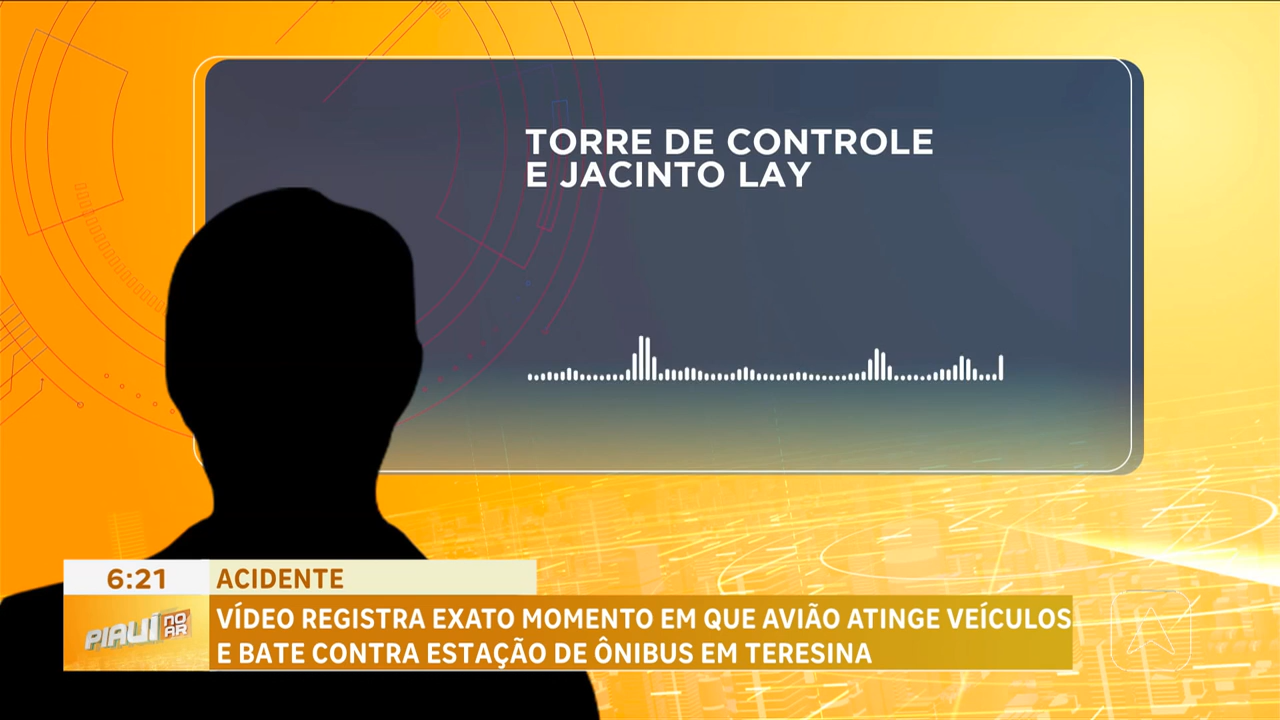 TORRE DE CONTROLE
E JACINTO LAY
6:21
ACIDENTE
PIAUÍ NO AR
VÍDEO REGISTRA EXATO MOMENTO EM QUE AVIÃO ATINGE VEÍCULOS
E BATE CONTRA ESTAÇÃO DE ÔNIBUS EM TERESINA